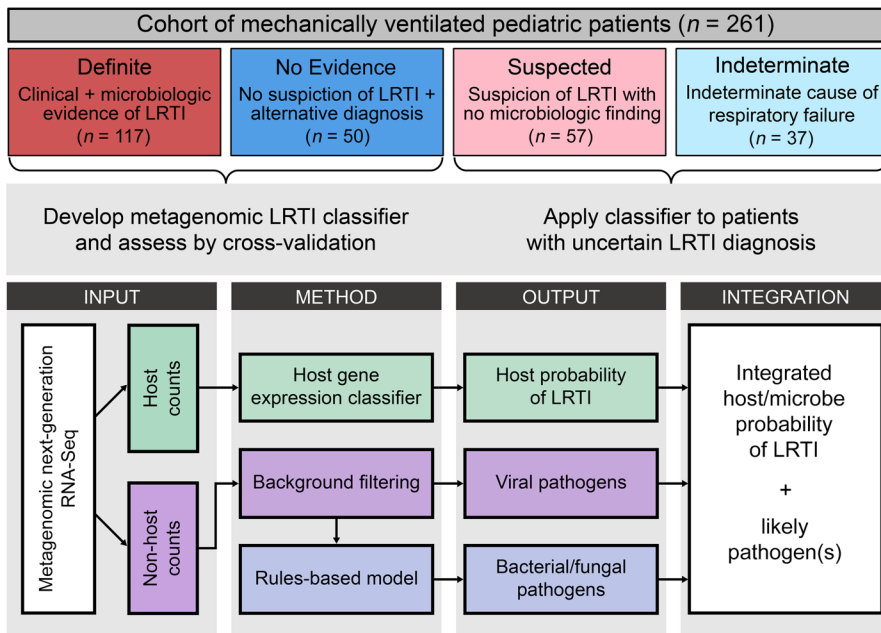 Cohort of mechanically ventilated pediatric patients (n = 261)
Definite
Clinical + microbiologic
evidence of LRTI
(n = 117)
No Evidence
No suspicion of LRTI +
alternative diagnosis
(n = 50)
Suspected
Suspicion of LRTI with
no microbiologic finding
(n = 57)
Indeterminate
Indeterminate cause of
respiratory failure
(n = 37)
Develop metagenomic LRTI classifier
and assess by cross-validation
Apply classifier to patients
with uncertain LRTI diagnosis
INPUT
METHOD
OUTPUT
INTEGRATION
Metagenomic next-generation
RNA-Seq
Host
counts
Non-host
counts
Host gene
expression classifier
Background filtering
Rules-based model
Host probability
of LRTI
Viral pathogens
Bacterial/fungal
pathogens
Integrated
host/microbe
probability
of LRTI
+
likely
pathogen(s)